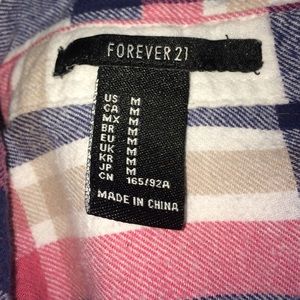 FOREVER 21
US M
CA M
MX M
BR M
EU M
UK M
KR M
JP M
CN 165/92A
MADE IN CHINA